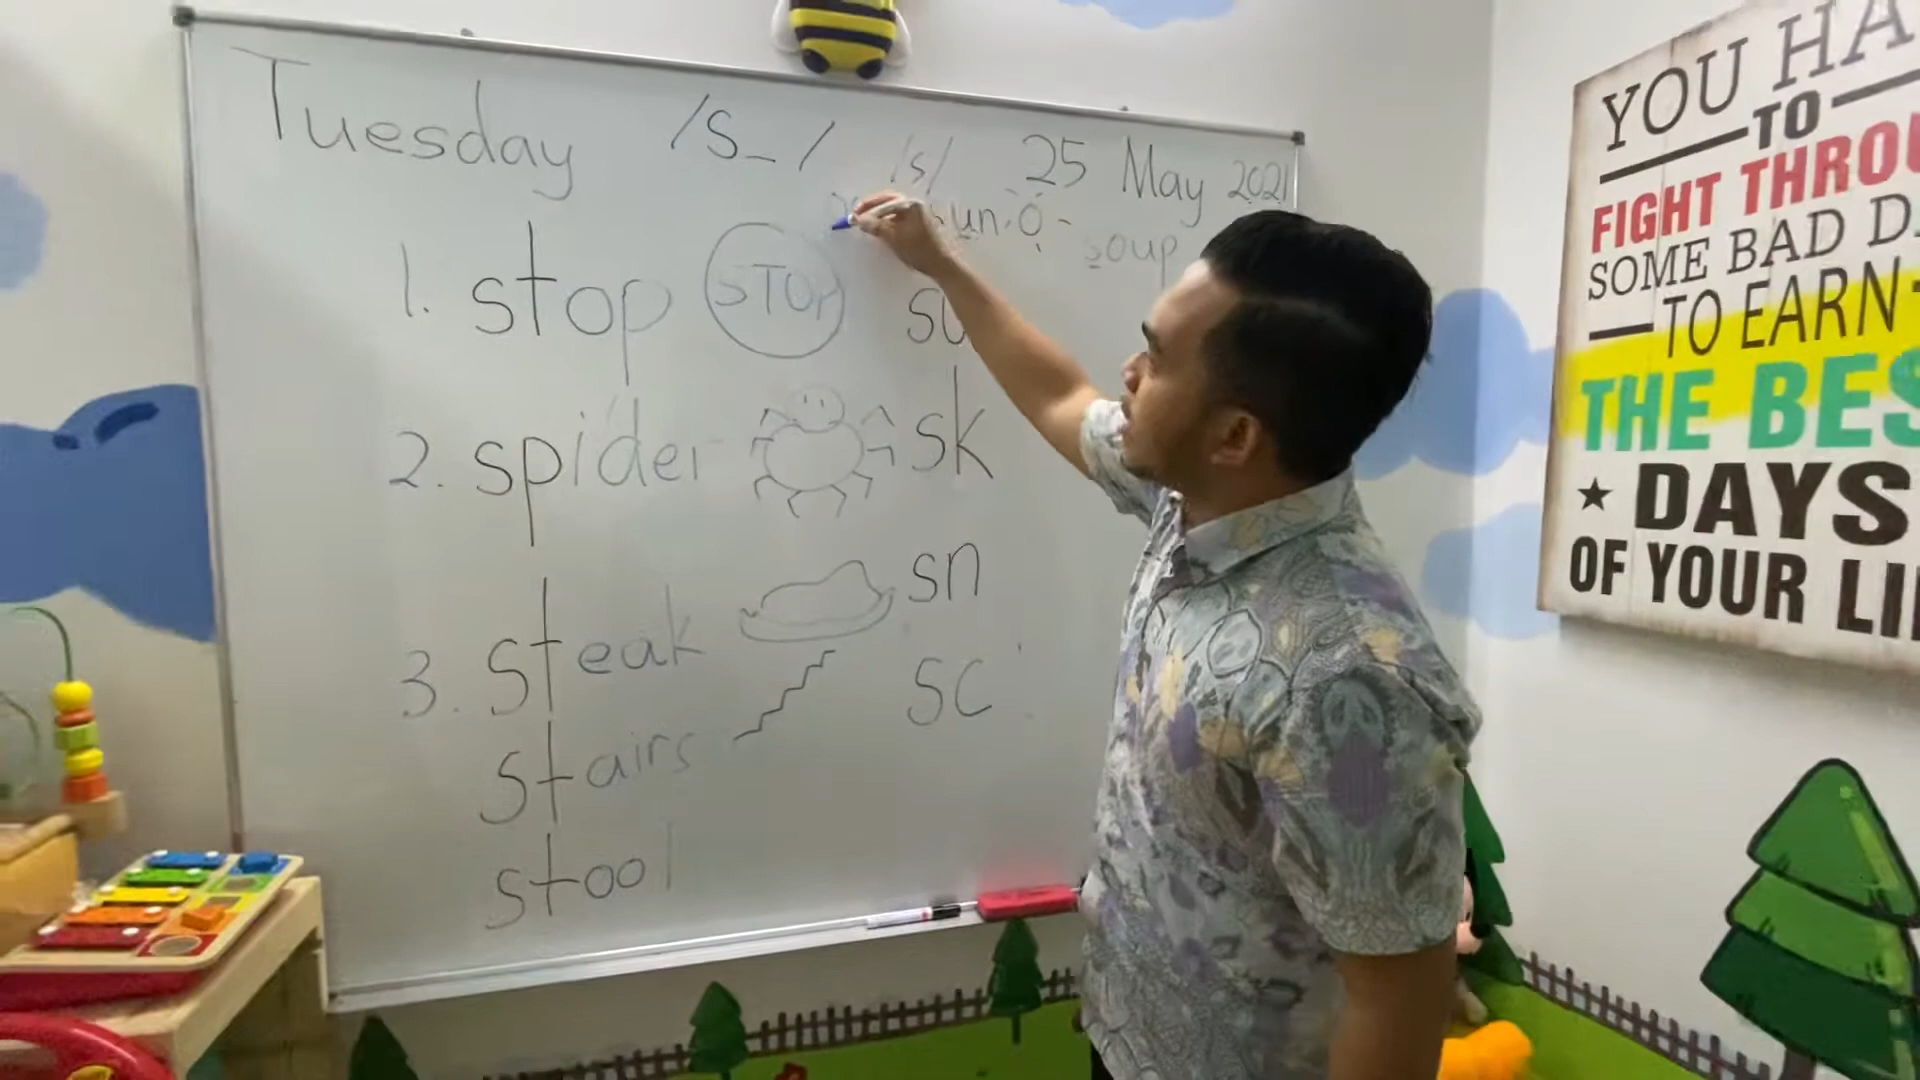 Tuesday /S_/ /s/ 25 May 2021
sun
soup
1. stop STOP
2. spider sk
sn
3. steak
sc
stairs
stool
YOU HA
TO
FIGHT THROU
SOME BAD D
TO EARN
THE BES
DAYS
OF YOUR LI